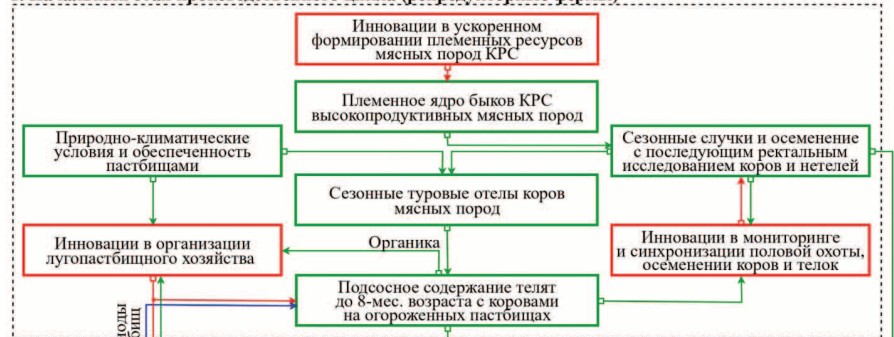 Инновации в ускоренном
формировании племенных ресурсов
мясных пород КРС
Племенное ядро быков КРС
высокопродуктивных мясных пород
Природно-климатические
условия и обеспеченность
пастбищами
Сезонные случки и осеменение
с последующим ректальным
исследованием коров и нетелей
Сезонные туровые отелы коров
мясных пород
Инновации в организации
лугопастбищного хозяйства
Органика
Инновации в мониторинге
и синхронизации половой охоты,
осеменении коров и телок
Подсосное содержание телят
до 8-мес. возраста с коровами
на огороженных пастбищах